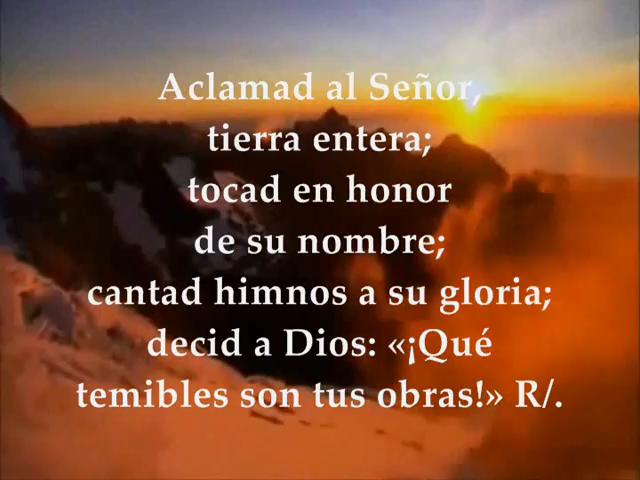 Aclamad al Señor,
tierra entera;
tocad en honor
de su nombre;
cantad himnos a su gloria;
decid a Dios: «¡Qué
temibles son tus obras!» R/.